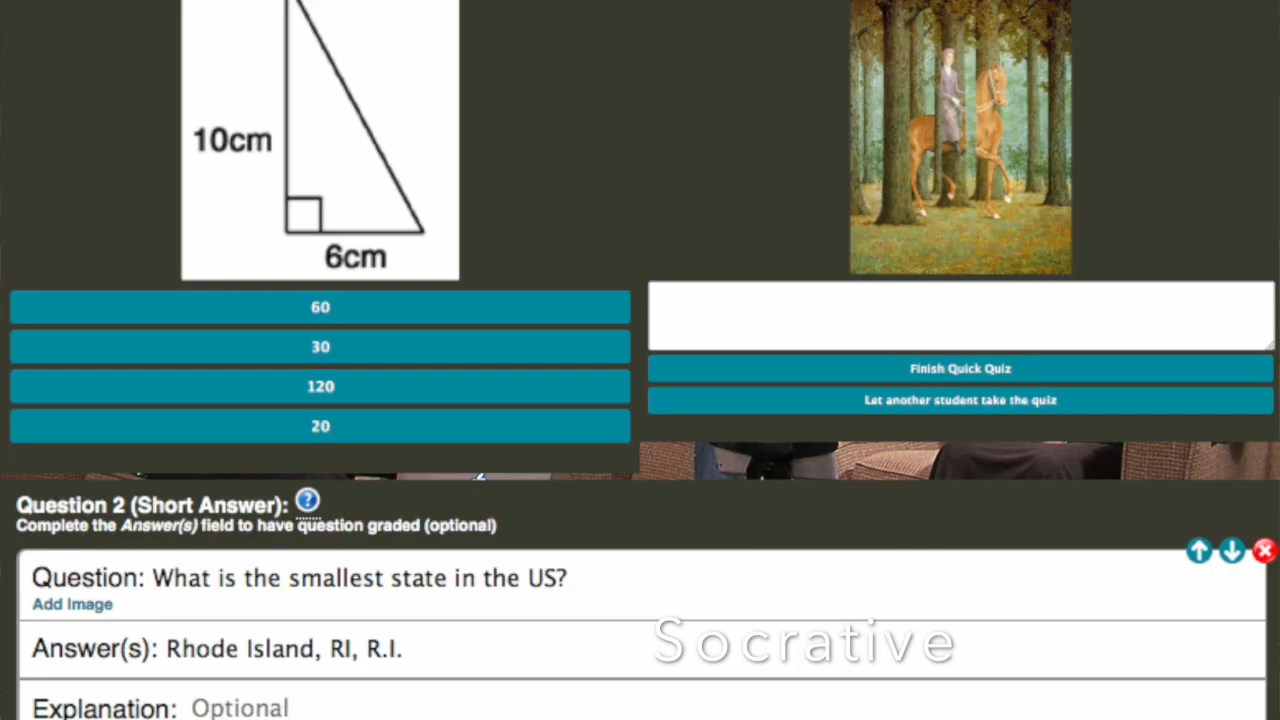 10cm
6cm
60
30
120
20
Finish Quick Quiz
Let another student take the quiz
Question 2 (Short Answer): ?
Complete the Answer(s) field to have question graded (optional)
Question: What is the smallest state in the US?
Add Image
Answer(s): Rhode Island, RI, R.I.
Socrative
Explanation: Optional